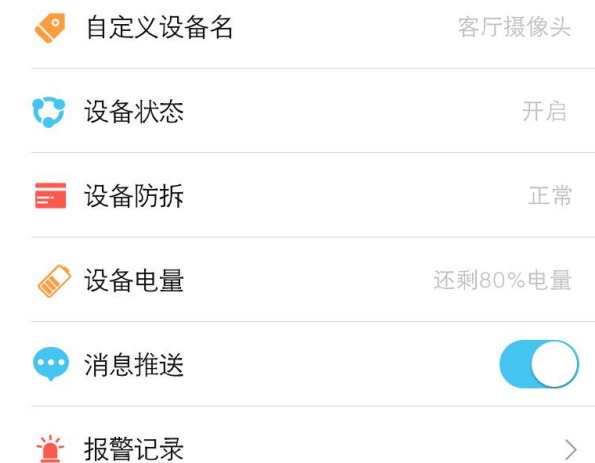 自定义设备名 客厅摄像头
设备状态 开启
设备防拆 正常
设备电量 还剩80%电量
消息推送
报警记录